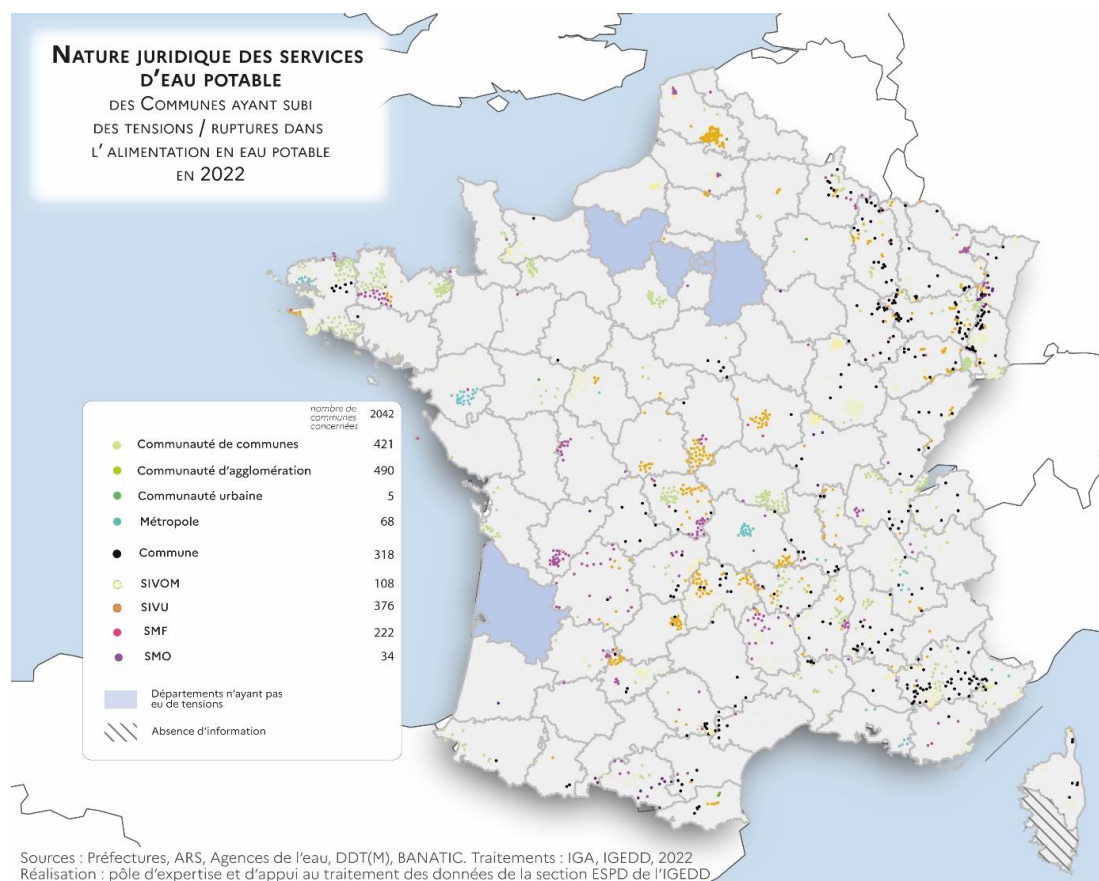 NATURE JURIDIQUE DES SERVICES
D'EAU POTABLE
DES COMMUNES AYANT SUBI
DES TENSIONS / RUPTURES DANS
L' ALIMENTATION EN EAU POTABLE
EN 2022
nombre de
communes
concernées
2042
Communauté de communes 421
Communauté d'agglomération 490
Communauté urbaine 5
Métropole 68
Commune 318
SIVOM 108
SIVU 376
SMF 222
SMO 34
Départements n'ayant pas
eu de tensions
Absence d'information
Sources : Préfectures, ARS, Agences de l'eau, DDT(M), BANATIC. Traitements : IGA, IGEDD, 2022
Réalisation : pôle d'expertise et d'appui au traitement des données de la section ESPD de l'IGEDD